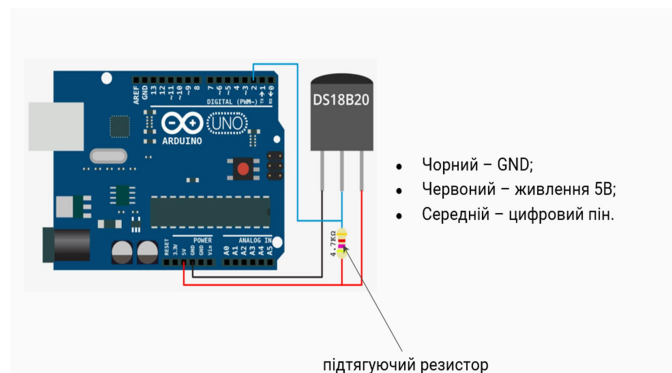 AREF
GND
13
12
~11
~10
~9
8
7
~6
~5
4
~3
2
TX→1
RX←0
DIGITAL (PWM~)
UNO
ARDUINO
DS18B20
Чорний – GND;
Червоний – живлення 5В;
Середній – цифровий пін.
4.7KΩ
POWER
ANALOG IN
RESET
3.3V
5V
GND
GND
Vin
A0
A1
A2
A3
A4
A5
підтягуючий резистор